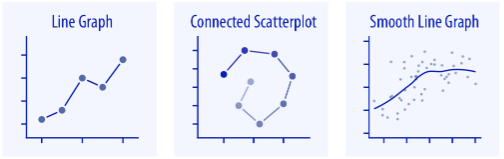 Line Graph
Connected Scatterplot
Smooth Line Graph